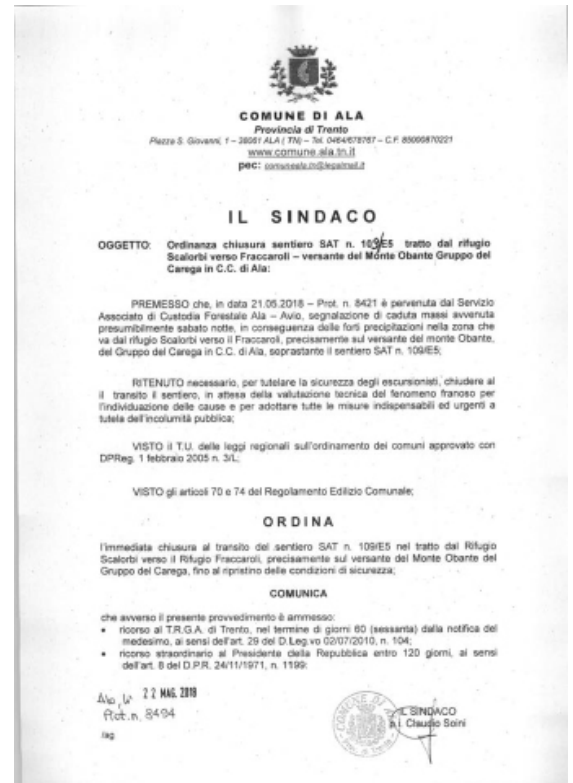 COMUNE DI ALA
Provincia di Trento
Piazza S. Giovanni, 1 – 38061 ALA ( TN) – Tel. 0464/678767 – C.F. 85000870221
www.comune.ala.tn.it
pec: comuneala.tn@legalmail.it
IL SINDACO
OGGETTO: Ordinanza chiusura sentiero SAT n. 109/E5 tratto dal rifugio
Scalorbi verso Fraccaroli – versante del Monte Obante Gruppo del
Carega in C.C. di Ala:
PREMESSO che, in data 21.05.2018 – Prot. n. 8421 è pervenuta dal Servizio
Associato di Custodia Forestale Ala – Avio, segnalazione di caduta massi avvenuta
presumibilmente sabato notte, in conseguenza delle forti precipitazioni nella zona che
va dal rifugio Scalorbi verso il Fraccaroli, precisamente sul versante del monte Obante,
del Gruppo del Carega in C.C. di Ala, soprastante il sentiero SAT n. 109/E5;
RITENUTO necessario, per tutelare la sicurezza degli escursionisti, chiudere al
il transito il sentiero, in attesa della valutazione tecnica del fenomeno franoso per
l'individuazione delle cause e per adottare tutte le misure indispensabili ed urgenti a
tutela dell'incolumità pubblica;
VISTO il T.U. delle leggi regionali sull'ordinamento dei comuni approvato con
DPReg. 1 febbraio 2005 n. 3/L;
VISTO gli articoli 70 e 74 del Regolamento Edilizio Comunale;
ORDINA
l'immediata chiusura al transito del sentiero SAT n. 109/E5 nel tratto dal Rifugio
Scalorbi verso il Rifugio Fraccaroli, precisamente sul versante del Monte Obante del
Gruppo del Carega, fino al ripristino delle condizioni di sicurezza;
COMUNICA
che avverso il presente provvedimento è ammesso:
• ricorso al T.R.G.A. di Trento, nel termine di giorni 60 (sessanta) dalla notifica del
medesimo, ai sensi dell'art. 29 del D.Leg.vo 02/07/2010, n. 104;
• ricorso straordinario al Presidente della Repubblica entro 120 giorni, ai sensi
dell'art. 8 del D.P.R. 24/11/1971, n. 1199:
Ala, lì 22 MAG. 2018
Prot. n. 8494
IL SINDACO
p.i. Claudio Soini
/ag